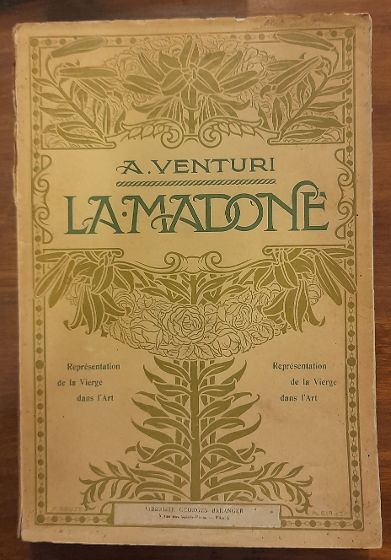 A. VENTURI
LA·MADONE
Représentation
de la Vierge
dans l'Art
Représentation
de la Vierge
dans l'Art
LIBRAIRIE GEORGES BARANGER